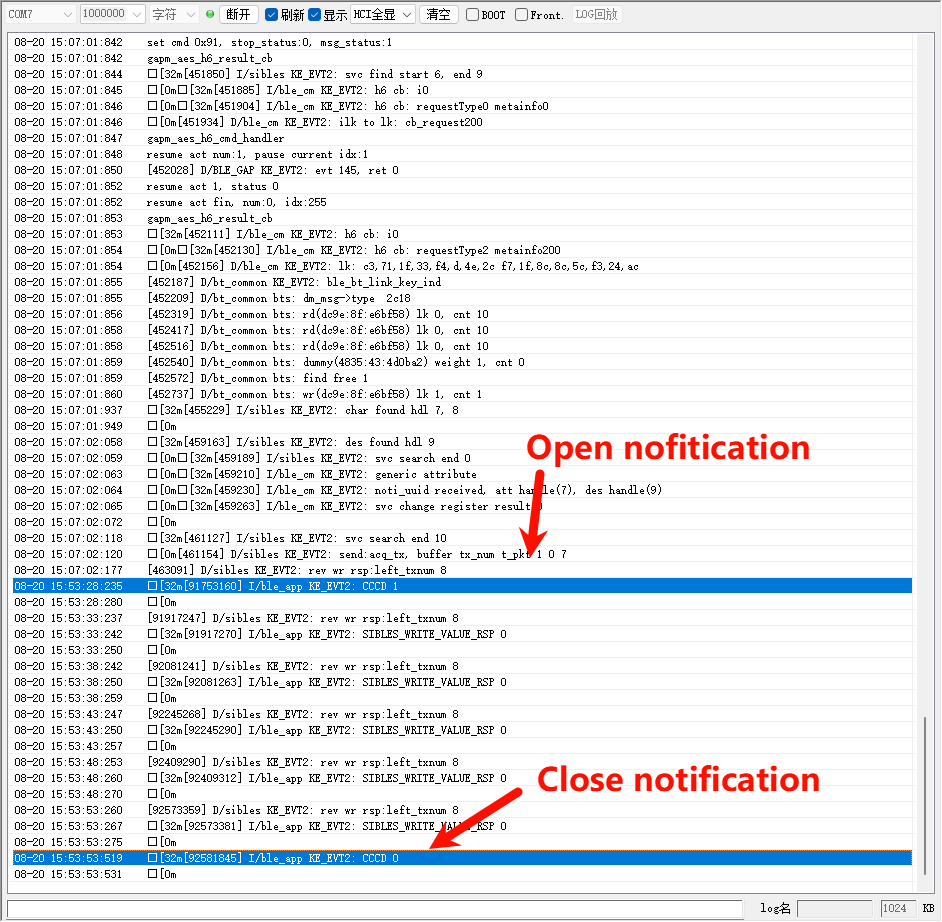 COM7 1000000 字符 断开 刷新 显示 HCI全显 清空 BOOT Front. LOG回放
08-20 15:07:01:842 set cmd 0x91, stop_status:0, msg_status:1
08-20 15:07:01:842 gapm_aes_h6_result_cb
08-20 15:07:01:844 □[32m[451850] I/sibles KE_EVT2: svc find start 6, end 9
08-20 15:07:01:845 □[0m□[32m[451885] I/ble_cm KE_EVT2: h6 cb: i0
08-20 15:07:01:846 □[0m□[32m[451904] I/ble_cm KE_EVT2: h6 cb: requestType0 metainfo0
08-20 15:07:01:846 □[0m[451934] D/ble_cm KE_EVT2: ilk to lk: cb_request200
08-20 15:07:01:847 gapm_aes_h6_cmd_handler
08-20 15:07:01:848 resume act num:1, pause current idx:1
08-20 15:07:01:850 [452028] D/BLE_GAP KE_EVT2: evt 145, ret 0
08-20 15:07:01:852 resume act 1, status 0
08-20 15:07:01:852 resume act fin, num:0, idx:255
08-20 15:07:01:853 gapm_aes_h6_result_cb
08-20 15:07:01:853 □[32m[452111] I/ble_cm KE_EVT2: h6 cb: i0
08-20 15:07:01:854 □[0m□[32m[452130] I/ble_cm KE_EVT2: h6 cb: requestType2 metainfo200
08-20 15:07:01:854 □[0m[452156] D/ble_cm KE_EVT2: lk: c3,71,1f,33,f4,d,4e,2c f7,1f,8c,8c,5c,f3,24,ac
08-20 15:07:01:855 [452187] D/bt_common KE_EVT2: ble_bt_link_key_ind
08-20 15:07:01:855 [452209] D/bt_common bts: dm_msg->type 2c18
08-20 15:07:01:856 [452319] D/bt_common bts: rd(dc9e:8f:e6bf58) lk 0, cnt 10
08-20 15:07:01:858 [452417] D/bt_common bts: rd(dc9e:8f:e6bf58) lk 0, cnt 10
08-20 15:07:01:858 [452516] D/bt_common bts: rd(dc9e:8f:e6bf58) lk 0, cnt 10
08-20 15:07:01:859 [452540] D/bt_common bts: dummy(4835:43:4d0ba2) weight 1, cnt 0
08-20 15:07:01:859 [452572] D/bt_common bts: find free 1
08-20 15:07:01:860 [452737] D/bt_common bts: wr(dc9e:8f:e6bf58) lk 1, cnt 1
08-20 15:07:01:937 □[32m[455229] I/sibles KE_EVT2: char found hdl 7, 8
08-20 15:07:01:949 □[0m
08-20 15:07:02:058 □[32m[459163] I/sibles KE_EVT2: des found hdl 9
08-20 15:07:02:059 □[0m□[32m[459189] I/sibles KE_EVT2: svc search end 0
Open nofitication
08-20 15:07:02:063 □[0m□[32m[459210] I/ble_cm KE_EVT2: generic attribute
08-20 15:07:02:064 □[0m□[32m[459230] I/ble_cm KE_EVT2: noti_uuid received, att handle(7), des handle(9)
08-20 15:07:02:065 □[0m□[32m[459263] I/ble_cm KE_EVT2: svc change register result 0
08-20 15:07:02:072 □[0m
08-20 15:07:02:118 □[32m[461127] I/sibles KE_EVT2: svc search end 10
08-20 15:07:02:120 □[0m[461154] D/sibles KE_EVT2: send:acq_tx, buffer tx_num t_pkt 1 0 7
08-20 15:07:02:177 [463091] D/sibles KE_EVT2: rev wr rsp:left_txnum 8
08-20 15:53:28:235 □[32m[91753160] I/ble_app KE_EVT2: CCCD 1
08-20 15:53:28:280 □[0m
08-20 15:53:33:237 [91917247] D/sibles KE_EVT2: rev wr rsp:left_txnum 8
08-20 15:53:33:242 □[32m[91917270] I/ble_app KE_EVT2: SIBLES_WRITE_VALUE_RSP 0
08-20 15:53:33:250 □[0m
08-20 15:53:38:242 [92081241] D/sibles KE_EVT2: rev wr rsp:left_txnum 8
08-20 15:53:38:250 □[32m[92081263] I/ble_app KE_EVT2: SIBLES_WRITE_VALUE_RSP 0
08-20 15:53:38:259 □[0m
08-20 15:53:43:247 [92245268] D/sibles KE_EVT2: rev wr rsp:left_txnum 8
08-20 15:53:43:250 □[32m[92245290] I/ble_app KE_EVT2: SIBLES_WRITE_VALUE_RSP 0
08-20 15:53:43:257 □[0m
08-20 15:53:48:253 [92409290] D/sibles KE_EVT2: rev wr rsp:left_txnum 8
08-20 15:53:48:260 □[32m[92409312] I/ble_app KE_EVT2: SIBLES_WRITE_VALUE_RSP 0
Close notification
08-20 15:53:48:270 □[0m
08-20 15:53:53:260 [92573359] D/sibles KE_EVT2: rev wr rsp:left_txnum 8
08-20 15:53:53:267 □[32m[92573381] I/ble_app KE_EVT2: SIBLES_WRITE_VALUE_RSP 0
08-20 15:53:53:275 □[0m
08-20 15:53:53:519 □[32m[92581845] I/ble_app KE_EVT2: CCCD 0
08-20 15:53:53:531 □[0m
log名 1024 KB